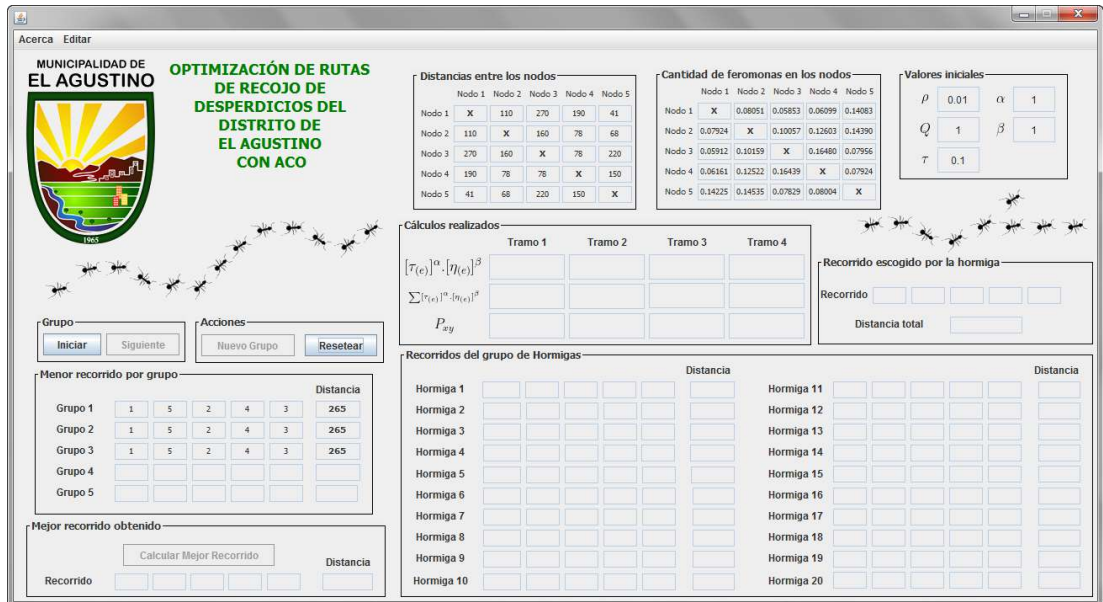 Acerca Editar
MUNICIPALIDAD DE
EL AGUSTINO
1965
OPTIMIZACIÓN DE RUTAS
DE RECOJO DE
DESPERDICIOS DEL
DISTRITO DE
EL AGUSTINO
CON ACO
Distancias entre los nodos
Nodo 1 Nodo 2 Nodo 3 Nodo 4 Nodo 5
Nodo 1 X 110 270 190 41
Nodo 2 110 X 160 78 68
Nodo 3 270 160 X 78 220
Nodo 4 190 78 78 X 150
Nodo 5 41 68 220 150 X
Cantidad de feromonas en los nodos
Nodo 1 Nodo 2 Nodo 3 Nodo 4 Nodo 5
Nodo 1 X 0.08051 0.05853 0.06099 0.14083
Nodo 2 0.07924 X 0.10057 0.12603 0.14390
Nodo 3 0.05912 0.10159 X 0.16480 0.07956
Nodo 4 0.06161 0.12522 0.16439 X 0.07924
Nodo 5 0.14225 0.14535 0.07829 0.08004 X
Valores iniciales
ρ 0.01 α 1
Q 1 β 1
τ 0.1
Cálculos realizados
Tramo 1 Tramo 2 Tramo 3 Tramo 4
[τ(e)]^α.[η(e)]^β
∑[τ(e)]^α.[η(e)]^β
P_xy
Recorrido escogido por la hormiga
Recorrido
Distancia total
Grupo
Iniciar Siguiente
Acciones
Nuevo Grupo Resetear
Menor recorrido por grupo
Distancia
Grupo 1 1 5 2 4 3 265
Grupo 2 1 5 2 4 3 265
Grupo 3 1 5 2 4 3 265
Grupo 4
Grupo 5
Mejor recorrido obtenido
Calcular Mejor Recorrido
Distancia
Recorrido
Recorridos del grupo de Hormigas
Distancia Distancia
Hormiga 1 Hormiga 11
Hormiga 2 Hormiga 12
Hormiga 3 Hormiga 13
Hormiga 4 Hormiga 14
Hormiga 5 Hormiga 15
Hormiga 6 Hormiga 16
Hormiga 7 Hormiga 17
Hormiga 8 Hormiga 18
Hormiga 9 Hormiga 19
Hormiga 10 Hormiga 20